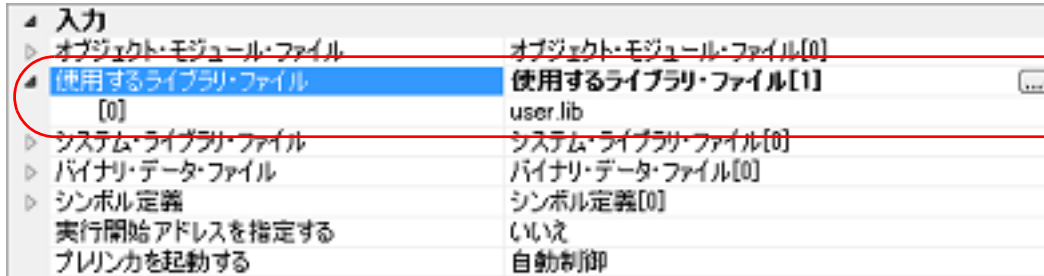 入力
オブジェクト・モジュール・ファイル オブジェクト・モジュール・ファイル[0]
使用するライブラリ・ファイル 使用するライブラリ・ファイル[1] ...
[0] user.lib
システム・ライブラリ・ファイル システム・ライブラリ・ファイル[0]
バイナリ・データ・ファイル バイナリ・データ・ファイル[0]
シンボル定義 シンボル定義[0]
実行開始アドレスを指定する いいえ
プレリンカを起動する 自動制御